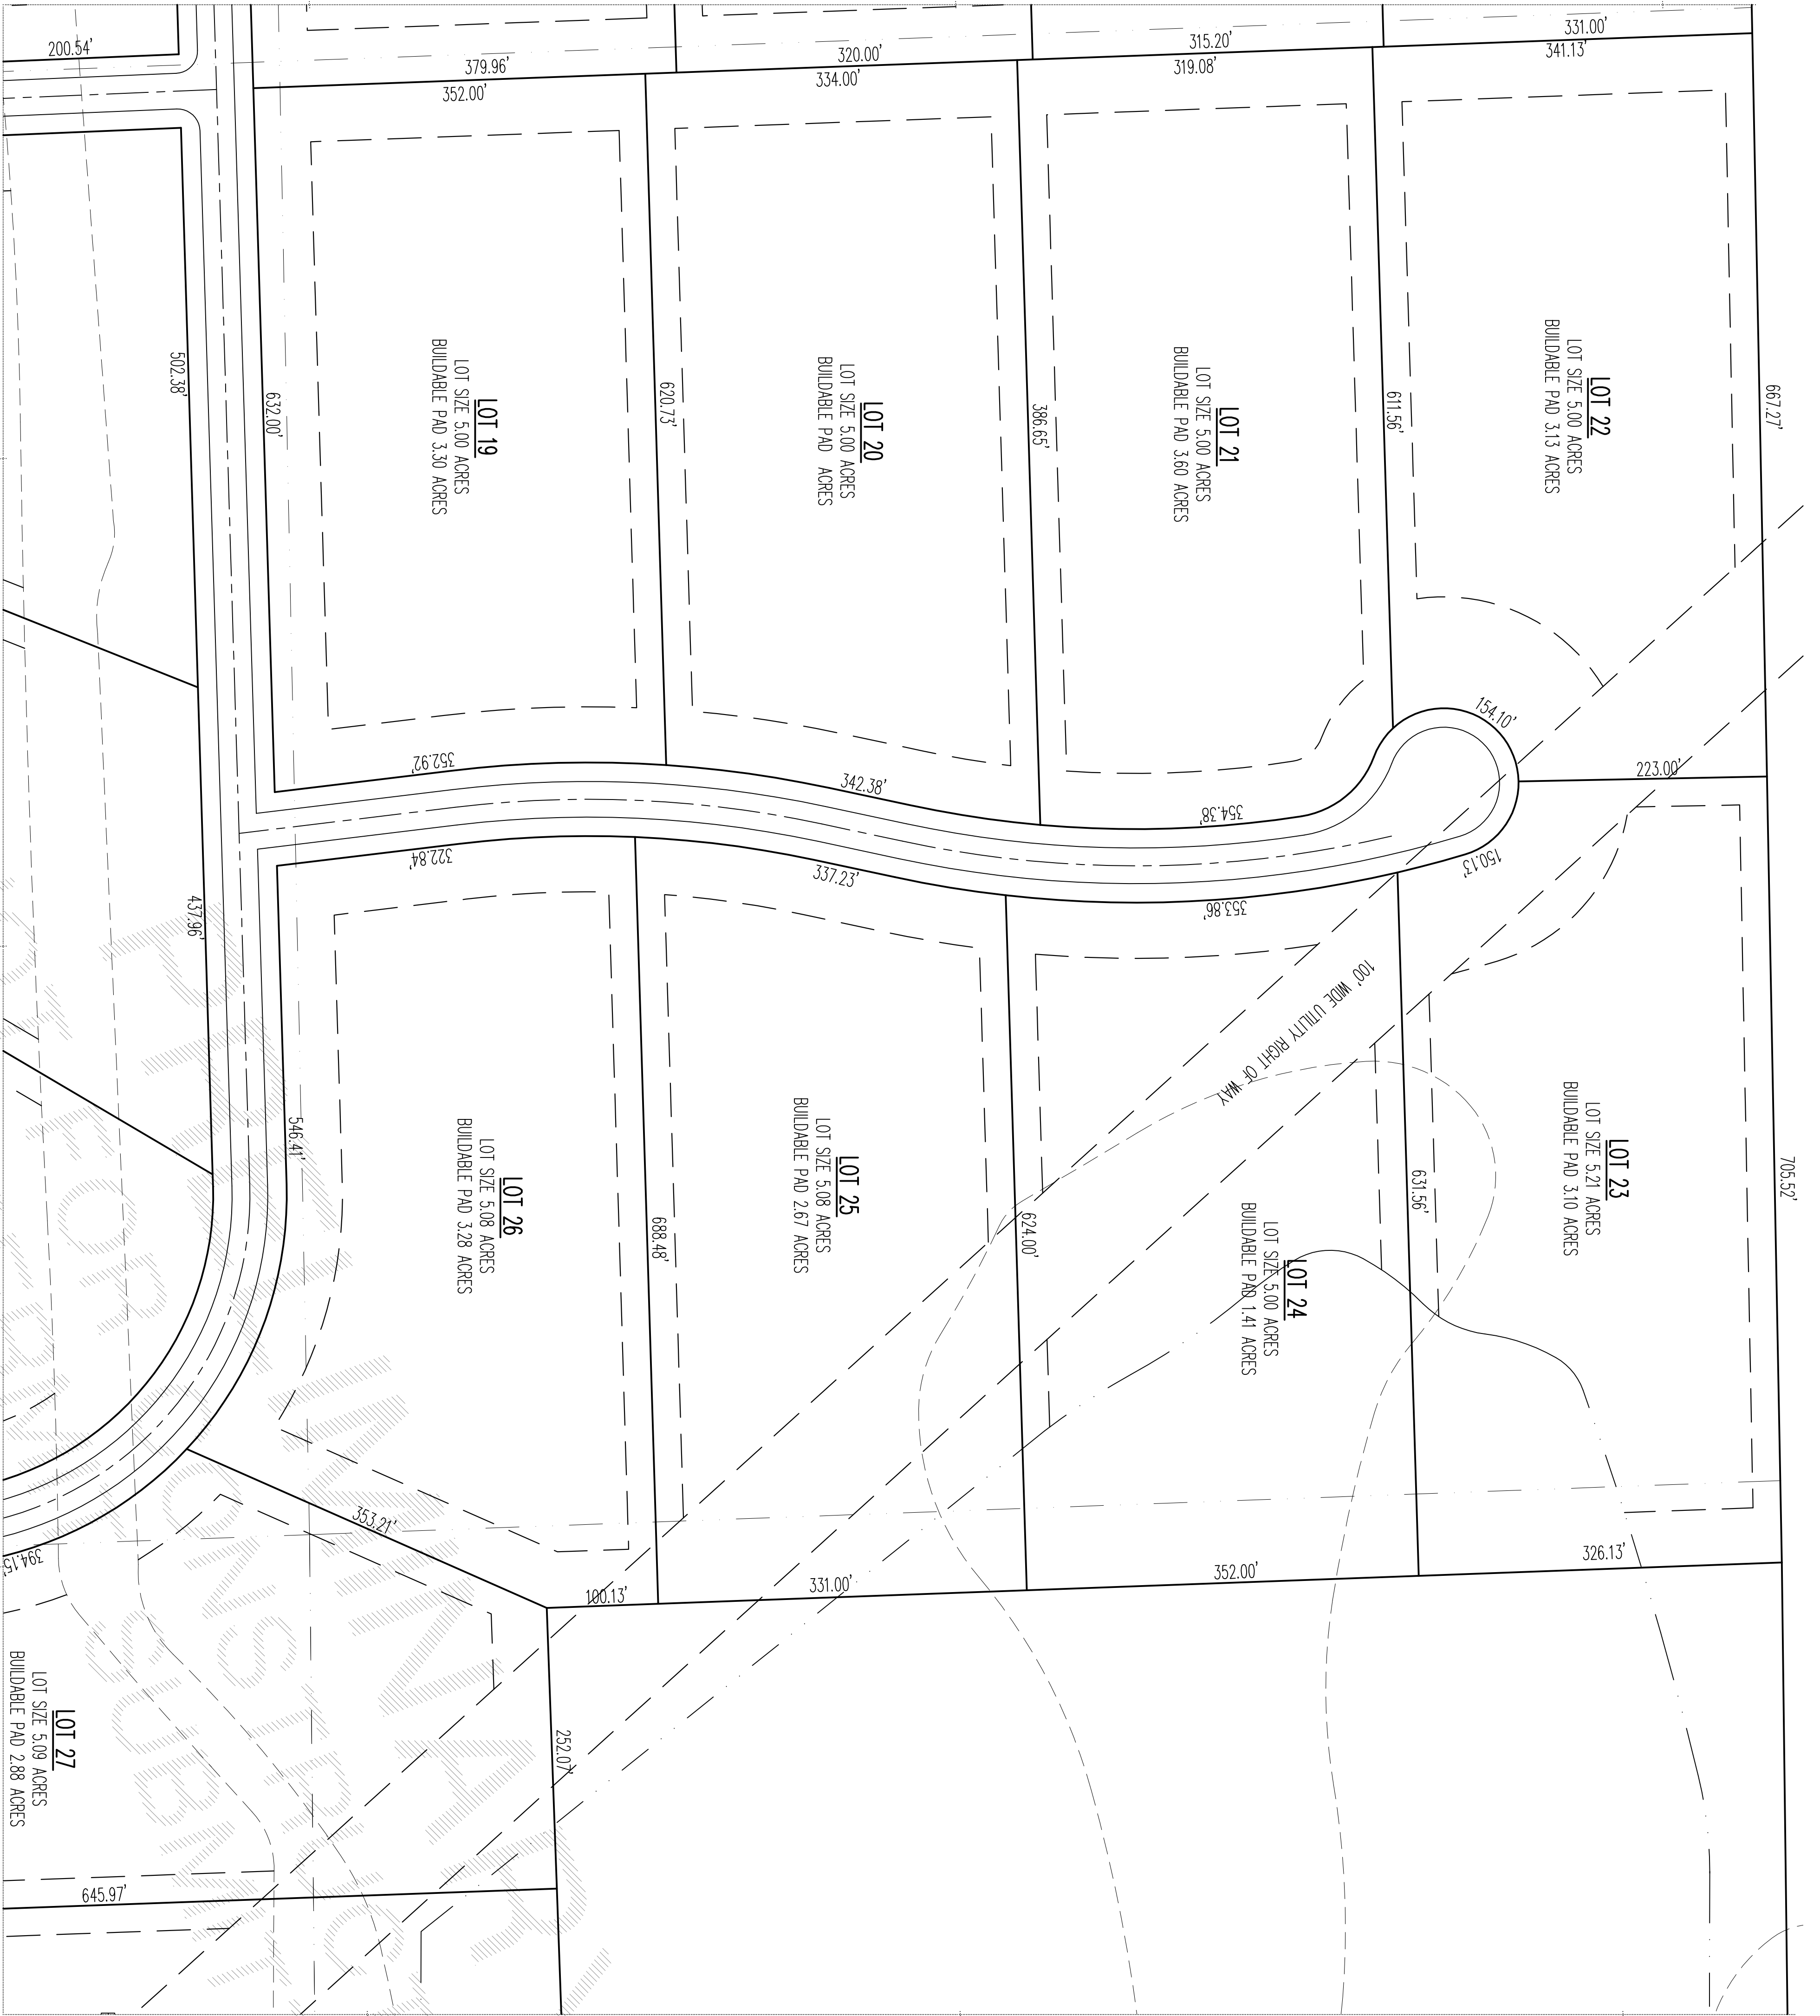 200.54'
379.96'
320.00'
315.20'
331.00'
352.00'
334.00'
319.08'
341.13'
502.38'
632.00'
LOT 19
LOT SIZE 5.00 ACRES
BUILDABLE PAD 3.30 ACRES
620.73'
LOT 20
LOT SIZE 5.00 ACRES
BUILDABLE PAD ACRES
386.65'
LOT 21
LOT SIZE 5.00 ACRES
BUILDABLE PAD 3.60 ACRES
611.56'
LOT 22
LOT SIZE 5.00 ACRES
BUILDABLE PAD 3.13 ACRES
667.27'
352.92'
342.38'
354.38'
154.10'
223.00'
322.84'
337.23'
353.86'
150.13'
437.96'
546.41'
LOT 26
LOT SIZE 5.08 ACRES
BUILDABLE PAD 3.28 ACRES
688.48'
LOT 25
LOT SIZE 5.08 ACRES
BUILDABLE PAD 2.67 ACRES
624.00'
100' WIDE UTILITY RIGHT OF WAY
LOT 24
LOT SIZE 5.00 ACRES
BUILDABLE PAD 1.41 ACRES
631.56'
LOT 23
LOT SIZE 5.21 ACRES
BUILDABLE PAD 3.10 ACRES
705.52'
394.15'
353.21'
100.13'
331.00'
352.00'
326.13'
252.07'
LOT 27
LOT SIZE 5.09 ACRES
BUILDABLE PAD 2.88 ACRES
645.97'
PRELIMINARY